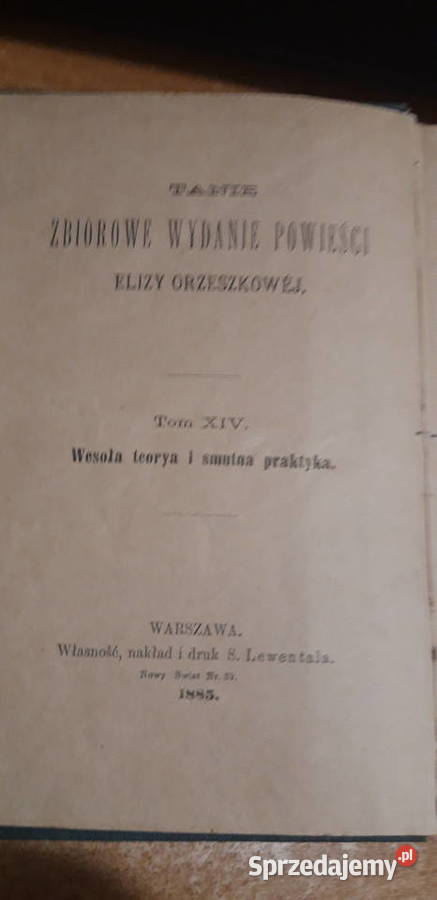 TANIE
ZBIOROWE WYDANIE POWIEŚCI
ELIZY ORZESZKOWÉJ.
Tom XIV.
Wesoła teorya i smutna praktyka.
WARSZAWA.
Własność, nakład i druk S. Lewentala.
Nowy Świat Nr. 39.
1885.
Sprzedajemy.pl